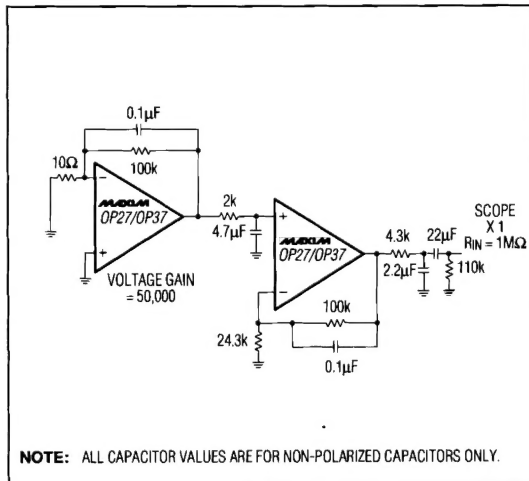 0.1µF
100k
10Ω
−
+
MAXIM
OP27/OP37
VOLTAGE GAIN
= 50,000
2k
4.7µF
+
−
MAXIM
OP27/OP37
4.3k
22µF
2.2µF
110k
SCOPE
X 1
RIN = 1MΩ
100k
24.3k
0.1µF
NOTE: ALL CAPACITOR VALUES ARE FOR NON-POLARIZED CAPACITORS ONLY.